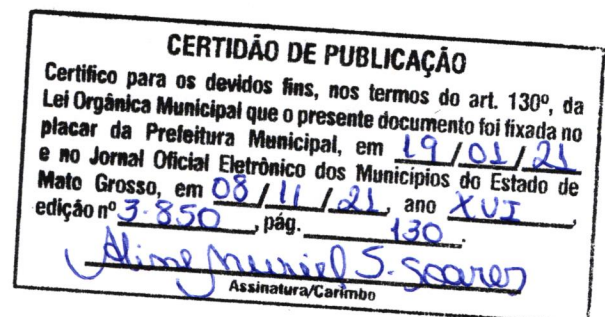 CERTIDÃO DE PUBLICAÇÃO
Certifico para os devidos fins, nos termos do art. 130º, da
Lei Orgânica Municipal que o presente documento foi fixada no
placar da Prefeitura Municipal, em 19/01/21
e no Jornal Oficial Eletrônico dos Municípios do Estado de
Mato Grosso, em 08/11/21, ano XVI,
edição nº 3.850, pág. 130.
Aline Muriel S. Soares
Assinatura/Carimbo